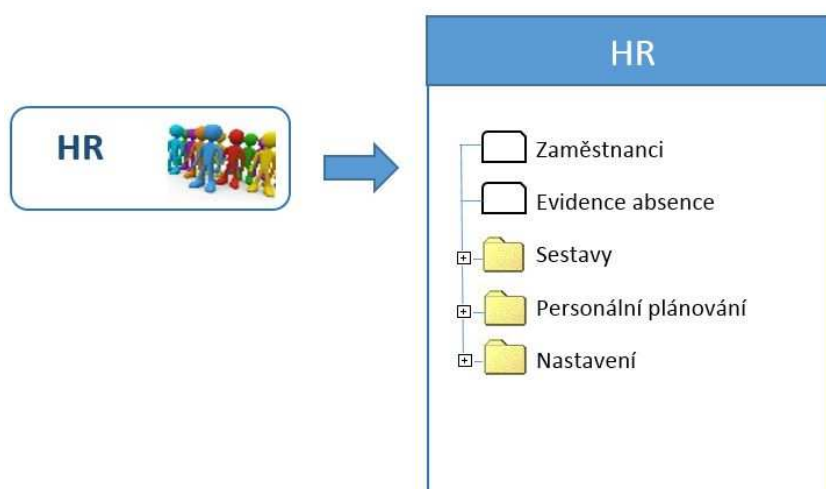 HR
HR
Zaměstnanci
Evidence absence
Sestavy
Personální plánování
Nastavení